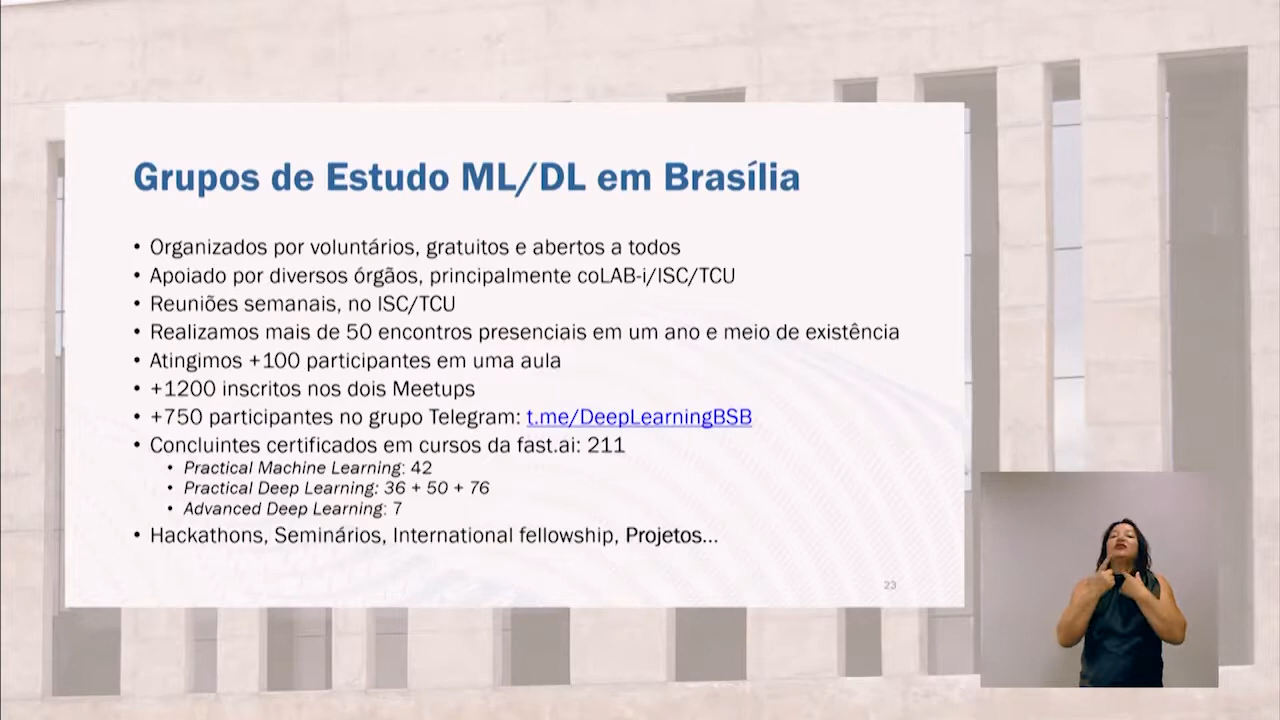 Grupos de Estudo ML/DL em Brasília
• Organizados por voluntários, gratuitos e abertos a todos
• Apoiado por diversos órgãos, principalmente coLAB-i/ISC/TCU
• Reuniões semanais, no ISC/TCU
• Realizamos mais de 50 encontros presenciais em um ano e meio de existência
• Atingimos +100 participantes em uma aula
• +1200 inscritos nos dois Meetups
• +750 participantes no grupo Telegram: t.me/DeepLearningBSB
• Concluintes certificados em cursos da fast.ai: 211
• Practical Machine Learning: 42
• Practical Deep Learning: 36 + 50 + 76
• Advanced Deep Learning: 7
• Hackathons, Seminários, International fellowship, Projetos...
23